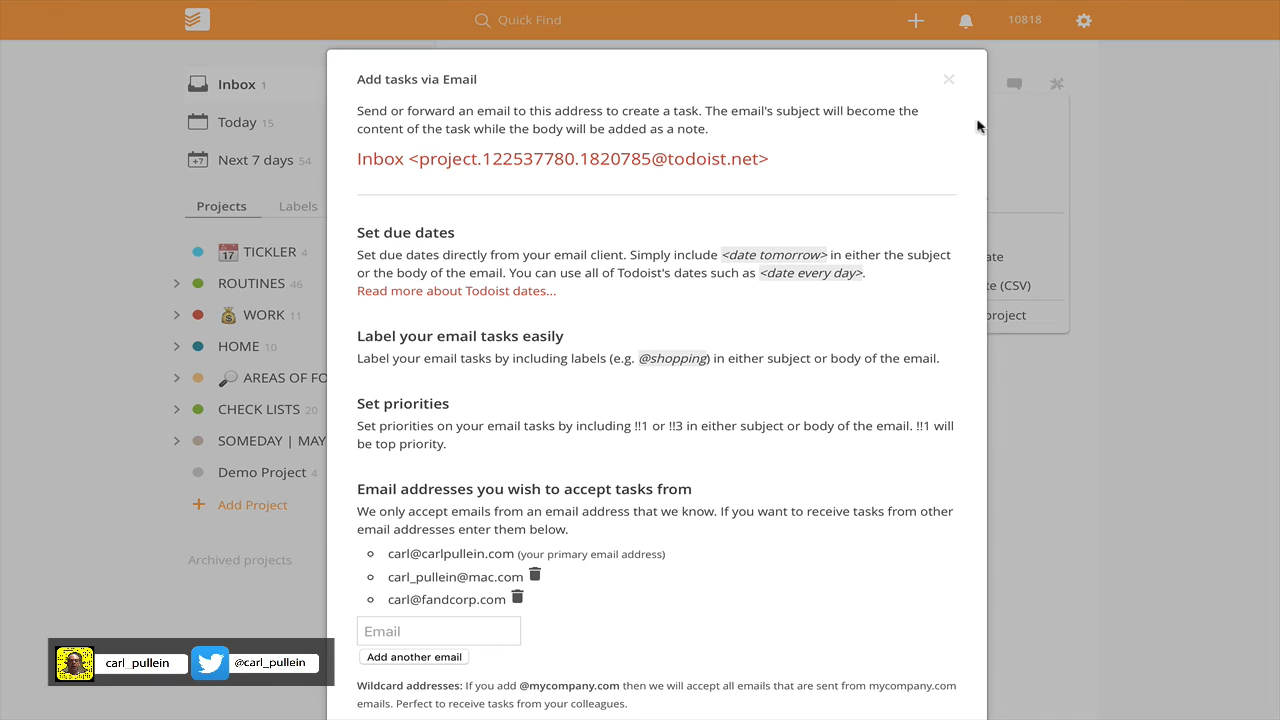 Quick Find
10818
Inbox 1
Today 15
+7 Next 7 days 54
Projects Labels
17 TICKLER 4
ROUTINES 46
WORK 11
HOME 10
AREAS OF FO
CHECK LISTS 20
SOMEDAY | MAY
Demo Project 4
+ Add Project
Archived projects
Add tasks via Email
Send or forward an email to this address to create a task. The email's subject will become the
content of the task while the body will be added as a note.
Inbox <project.122537780.1820785@todoist.net>
Set due dates
Set due dates directly from your email client. Simply include <date tomorrow> in either the subject
or the body of the email. You can use all of Todoist's dates such as <date every day>.
Read more about Todoist dates...
Label your email tasks easily
Label your email tasks by including labels (e.g. @shopping) in either subject or body of the email.
Set priorities
Set priorities on your email tasks by including !!1 or !!3 in either subject or body of the email. !!1 will
be top priority.
Email addresses you wish to accept tasks from
We only accept emails from an email address that we know. If you want to receive tasks from other
email addresses enter them below.
carl@carlpullein.com (your primary email address)
carl_pullein@mac.com
carl@fandcorp.com
Email
Add another email
Wildcard addresses: If you add @mycompany.com then we will accept all emails that are sent from mycompany.com
emails. Perfect to receive tasks from your colleagues.
ate
e (CSV)
project
carl_pullein
@carl_pullein